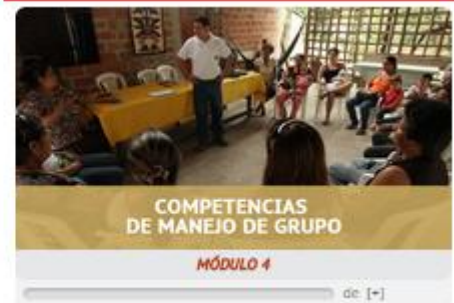 COMPETENCIAS
DE MANEJO DE GRUPO
MÓDULO 4
de [+]